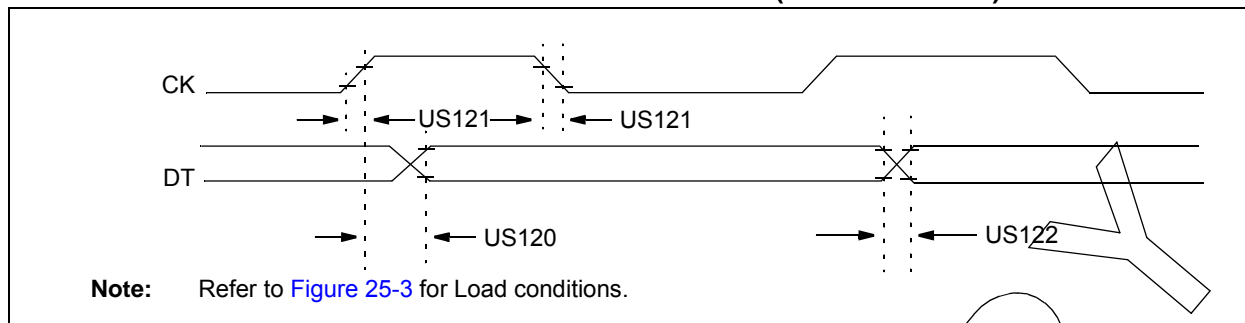 CK
US121
US121
DT
US120
US122
Note: Refer to Figure 25-3 for Load conditions.